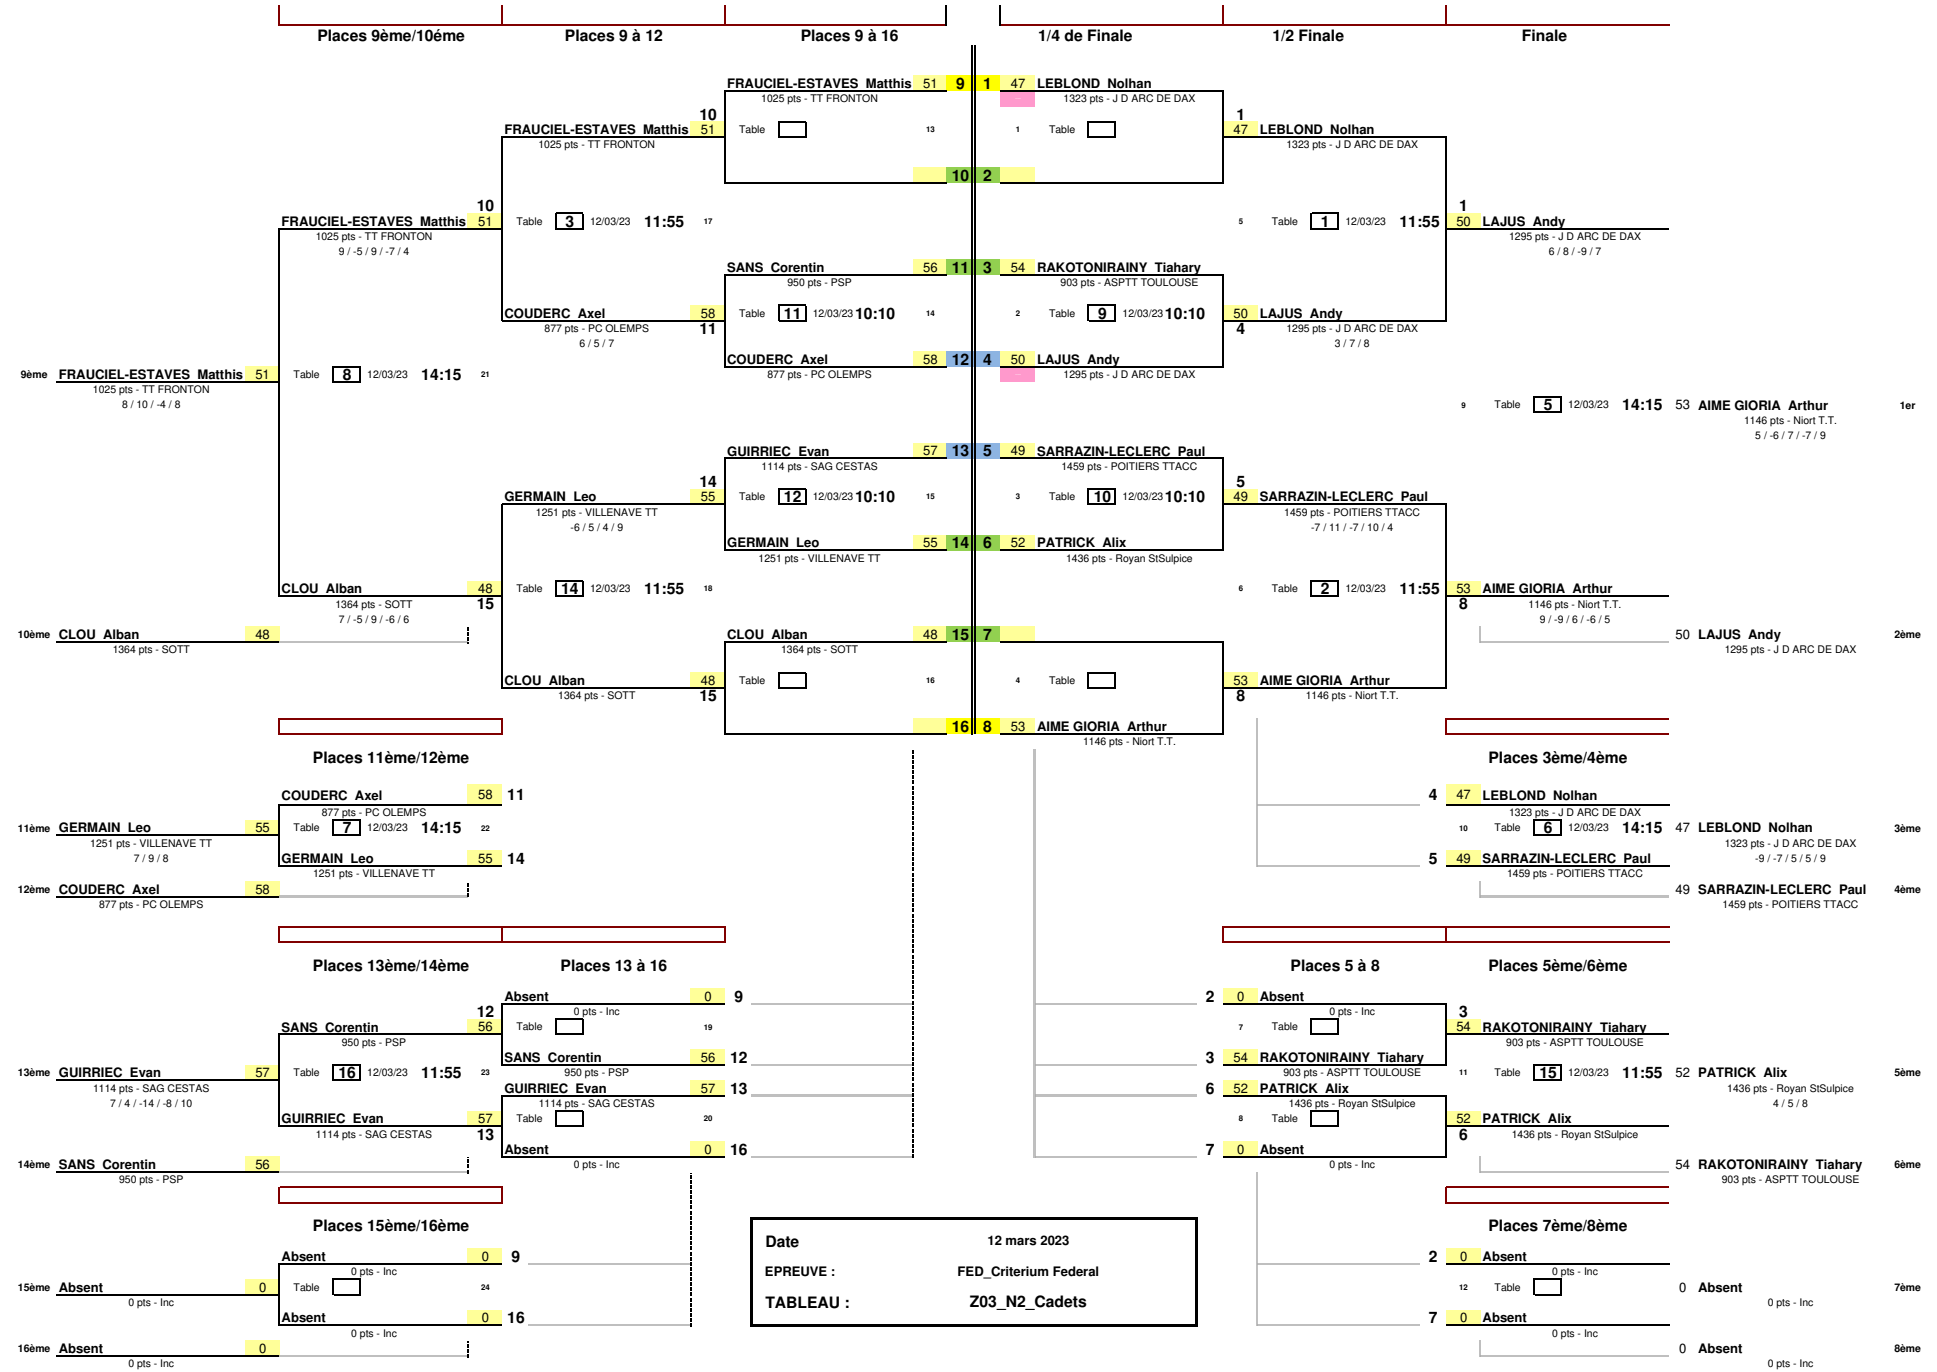 Places 9ème/10éme Places 9 à 12 Places 9 à 16 1/4 de Finale 1/2 Finale Finale
FRAUCIEL-ESTAVES Matthis 51 9 1 47 LEBLOND Nolhan
1025 pts - TT FRONTON 1323 pts - J D ARC DE DAX
10 1
FRAUCIEL-ESTAVES Matthis 51 Table 13 1 Table 47 LEBLOND Nolhan
1025 pts - TT FRONTON 1323 pts - J D ARC DE DAX
10 2
10 1
FRAUCIEL-ESTAVES Matthis 51 Table 3 12/03/23 11:55 17 5 Table 1 12/03/23 11:55 50 LAJUS Andy
1025 pts - TT FRONTON 1295 pts - J D ARC DE DAX
9 / -5 / 9 / -7 / 4 6 / 8 / -9 / 7
SANS Corentin 56 11 3 54 RAKOTONIRAINY Tiahary
950 pts - PSP 903 pts - ASPTT TOULOUSE
COUDERC Axel 58 Table 11 12/03/23 10:10 14 2 Table 9 12/03/23 10:10 50 LAJUS Andy
877 pts - PC OLEMPS 11 4 1295 pts - J D ARC DE DAX
6 / 5 / 7 3 / 7 / 8
COUDERC Axel 58 12 4 50 LAJUS Andy
9ème FRAUCIEL-ESTAVES Matthis 51 Table 8 12/03/23 14:15 21 877 pts - PC OLEMPS 1295 pts - J D ARC DE DAX
1025 pts - TT FRONTON
8 / 10 / -4 / 8 9 Table 5 12/03/23 14:15 53 AIME GIORIA Arthur 1er
1146 pts - Niort T.T.
5 / -6 / 7 / -7 / 9
GUIRRIEC Evan 57 13 5 49 SARRAZIN-LECLERC Paul
1114 pts - SAG CESTAS 1459 pts - POITIERS TTACC
14 5
GERMAIN Leo 55 Table 12 12/03/23 10:10 15 3 Table 10 12/03/23 10:10 49 SARRAZIN-LECLERC Paul
1251 pts - VILLENAVE TT 1459 pts - POITIERS TTACC
-6 / 5 / 4 / 9 -7 / 11 / -7 / 10 / 4
GERMAIN Leo 55 14 6 52 PATRICK Alix
1251 pts - VILLENAVE TT 1436 pts - Royan StSulpice
CLOU Alban 48 Table 14 12/03/23 11:55 18 6 Table 2 12/03/23 11:55 53 AIME GIORIA Arthur
1364 pts - SOTT 15 8 1146 pts - Niort T.T.
7 / -5 / 9 / -6 / 6 9 / -9 / 6 / -6 / 5
10ème CLOU Alban 48 CLOU Alban 48 15 7 50 LAJUS Andy 2ème
1364 pts - SOTT 1364 pts - SOTT 1295 pts - J D ARC DE DAX
CLOU Alban 48 Table 16 4 Table 53 AIME GIORIA Arthur
1364 pts - SOTT 15 8 1146 pts - Niort T.T.
16 8 53 AIME GIORIA Arthur
1146 pts - Niort T.T.
Places 11ème/12ème Places 3ème/4ème
COUDERC Axel 58 11 4 47 LEBLOND Nolhan
877 pts - PC OLEMPS 1323 pts - J D ARC DE DAX
11ème GERMAIN Leo 55 Table 7 12/03/23 14:15 22 10 Table 6 12/03/23 14:15 47 LEBLOND Nolhan 3ème
1251 pts - VILLENAVE TT 1323 pts - J D ARC DE DAX
7 / 9 / 8 GERMAIN Leo 55 14 5 49 SARRAZIN-LECLERC Paul -9 / -7 / 5 / 5 / 9
1251 pts - VILLENAVE TT 1459 pts - POITIERS TTACC
12ème COUDERC Axel 58 49 SARRAZIN-LECLERC Paul 4ème
877 pts - PC OLEMPS 1459 pts - POITIERS TTACC
Places 13ème/14ème Places 13 à 16 Places 5 à 8 Places 5ème/6ème
Absent 0 9 2 0 Absent
12 0 pts - Inc 0 pts - Inc 3
SANS Corentin 56 Table 19 7 Table 54 RAKOTONIRAINY Tiahary
950 pts - PSP 903 pts - ASPTT TOULOUSE
SANS Corentin 56 12 3 54 RAKOTONIRAINY Tiahary
13ème GUIRRIEC Evan 57 Table 16 12/03/23 11:55 23 950 pts - PSP 903 pts - ASPTT TOULOUSE 11 Table 15 12/03/23 11:55 52 PATRICK Alix 5ème
1114 pts - SAG CESTAS GUIRRIEC Evan 57 13 6 52 PATRICK Alix 1436 pts - Royan StSulpice
7 / 4 / -14 / -8 / 10 1114 pts - SAG CESTAS 1436 pts - Royan StSulpice 4 / 5 / 8
GUIRRIEC Evan 57 Table 20 8 Table 52 PATRICK Alix
1114 pts - SAG CESTAS 13 6 1436 pts - Royan StSulpice
Absent 0 16 7 0 Absent
14ème SANS Corentin 56 0 pts - Inc 0 pts - Inc 54 RAKOTONIRAINY Tiahary 6ème
950 pts - PSP 903 pts - ASPTT TOULOUSE
Places 15ème/16ème Places 7ème/8ème
Date 12 mars 2023
Absent 0 9 2 0 Absent
0 pts - Inc EPREUVE : FED_Criterium Federal 0 pts - Inc
15ème Absent 0 Table 24 12 Table 0 Absent 7ème
0 pts - Inc TABLEAU : Z03_N2_Cadets 0 pts - Inc
Absent 0 16 7 0 Absent
0 pts - Inc 0 pts - Inc
16ème Absent 0 0 Absent 8ème
0 pts - Inc 0 pts - Inc